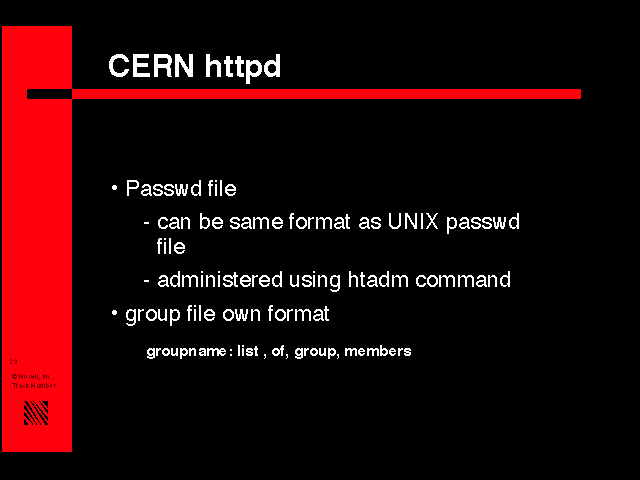 CERN httpd
• Passwd file
- can be same format as UNIX passwd
file
- administered using htadm command
• group file own format
groupname: list , of, group, members
© Novell, Inc.
Track Number